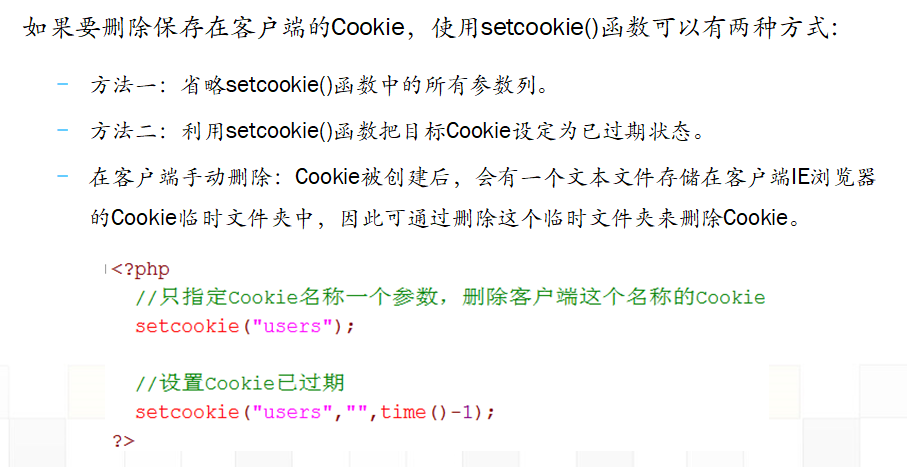 如果要删除保存在客户端的Cookie，使用setcookie()函数可以有两种方式：
– 方法一：省略setcookie()函数中的所有参数列。
– 方法二：利用setcookie()函数把目标Cookie设定为已过期状态。
– 在客户端手动删除：Cookie被创建后，会有一个文本文件存储在客户端IE浏览器
的Cookie临时文件夹中，因此可通过删除这个临时文件夹来删除Cookie。
<?php
//只指定Cookie名称一个参数，删除客户端这个名称的Cookie
setcookie("users");
//设置Cookie已过期
setcookie("users","",time()-1);
?>